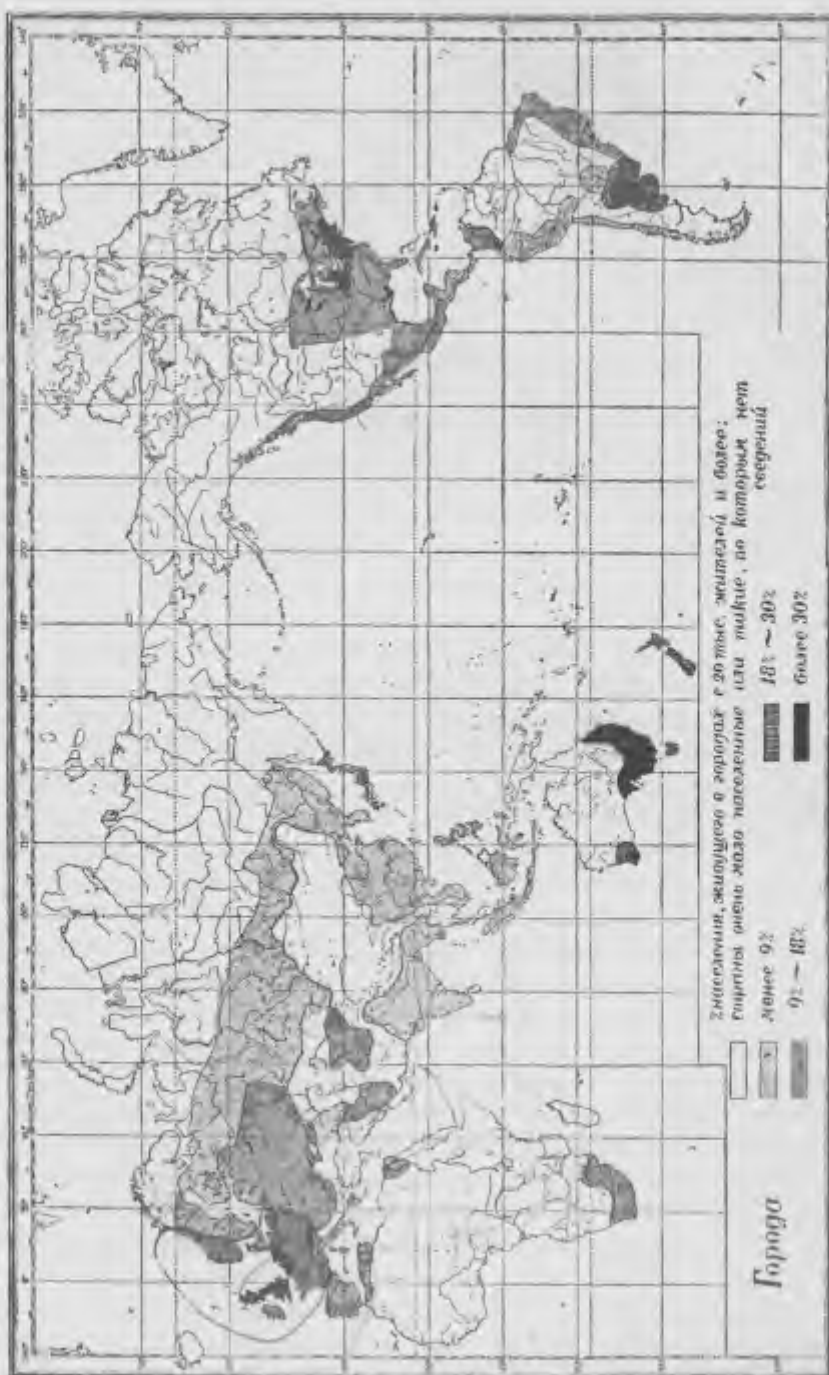 Города
% населения, живущего в городах с 20 тыс. жителей и более:
страны очень мало населенные или такие, по которым нет
сведений
менее 9%
9% ~ 18%
18% ~ 30%
более 30%